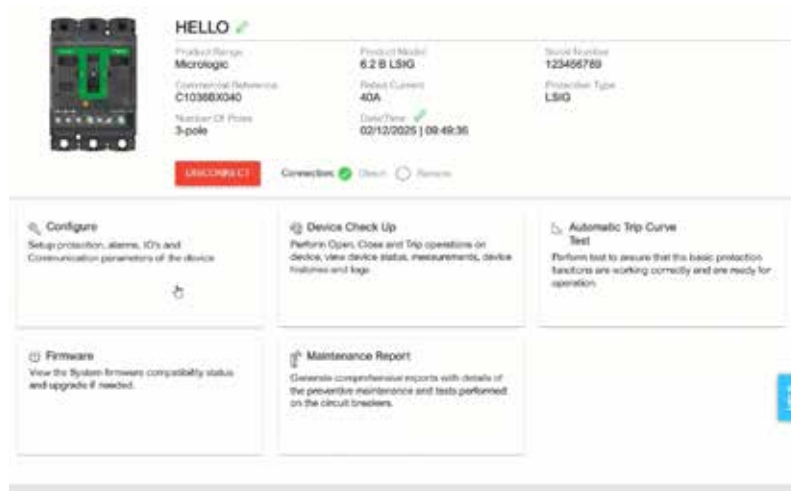 HELLO
Product Range
Product Model
Serial Number
Micrologic
6.2 B LSIG
123456789
Commercial Reference
Rated Current
Protection Type
C1036BX040
40A
LSIG
Number Of Poles
Date/Time
3-pole
02/12/2025 | 09:49:36
DISCONNECT
Connection:
Direct
Remote
Configure
Setup protection, alarms, IO's and
Communication parameters of the device
Device Check Up
Perform Open, Close and Trip operations on
device, view device status, measurements, device
features and logs
Automatic Trip Curve
Test
Perform test to ensure that the basic protection
functions are working correctly and are ready for
operation
Firmware
View the System firmware compatibility status
and upgrade if needed.
Maintenance Report
Generate comprehensive reports with details of
the preventive maintenance and tests performed
on the circuit breakers.